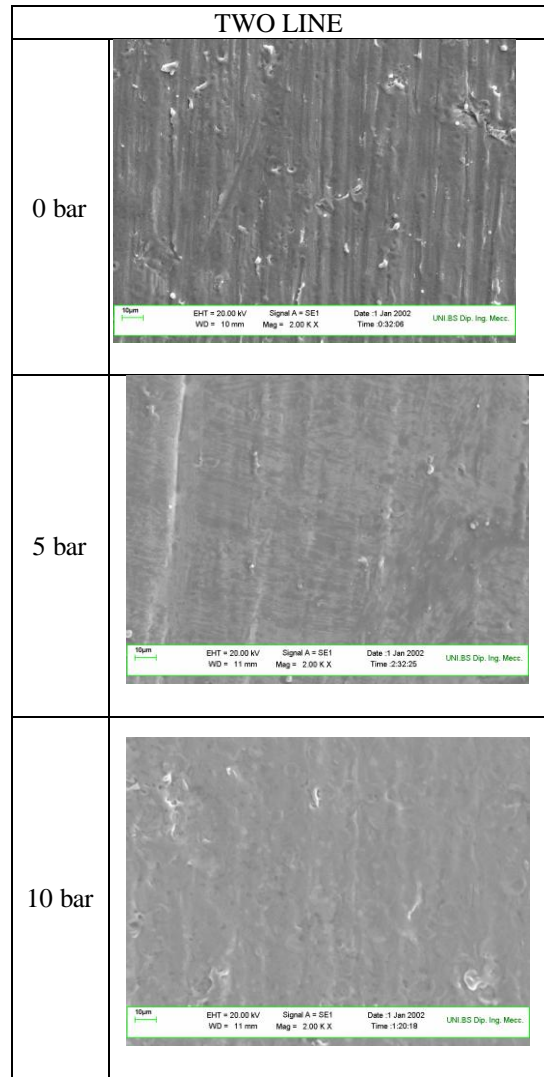 TWO LINE
0 bar
10µm
EHT = 20.00 kV Signal A = SE1 Date :1 Jan 2002 UNI.BS Dip. Ing. Mecc.
WD = 10 mm Mag = 2.00 K X Time :0:32:06
5 bar
10µm
EHT = 20.00 kV Signal A = SE1 Date :1 Jan 2002 UNI.BS Dip. Ing. Mecc.
WD = 11 mm Mag = 2.00 K X Time :2:32:25
10 bar
10µm
EHT = 20.00 kV Signal A = SE1 Date :1 Jan 2002 UNI.BS Dip. Ing. Mecc.
WD = 11 mm Mag = 2.00 K X Time :1:20:18